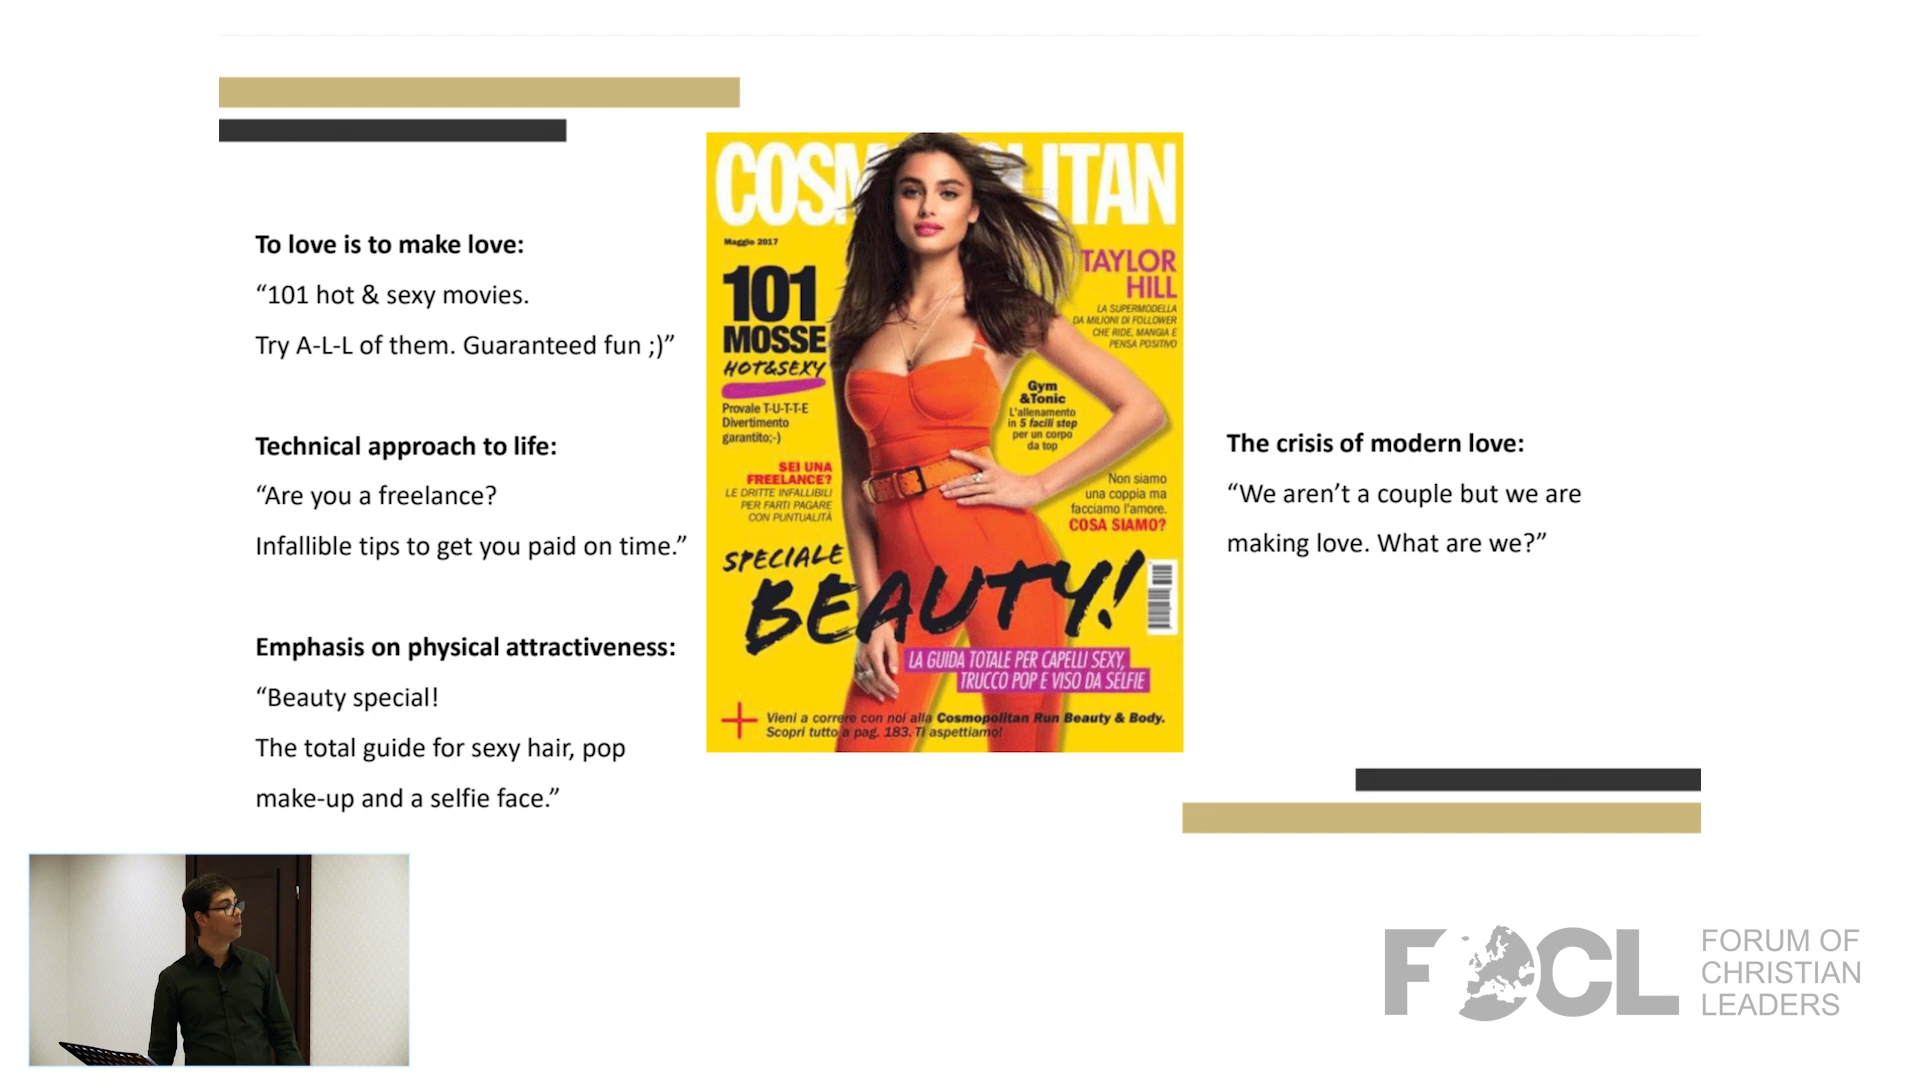 To love is to make love:
“101 hot & sexy movies.
Try A-L-L of them. Guaranteed fun ;)”
Technical approach to life:
“Are you a freelance?
Infallible tips to get you paid on time.”
Emphasis on physical attractiveness:
“Beauty special!
The total guide for sexy hair, pop
make-up and a selfie face.”
COSM
LITAN
Maggio 2017
101
MOSSE
HOT&SEXY
Provale T-U-T-T-E
Divertimento
garantito;-)
SEI UNA
FREELANCE?
LE DRITTE INFALLIBILI
PER FARTI PAGARE
CON PUNTUALITÀ
TAYLOR
HILL
LA SUPERMODELLA
DA MILIONI DI FOLLOWER
CHE RIDE, MANGIA E
PENSA POSITIVO
Gym
&Tonic
L'allenamento
in 5 facili step
per un corpo
da top
Non siamo
una coppia ma
facciamo l'amore.
COSA SIAMO?
SPECIALE
BEAUTY!
LA GUIDA TOTALE PER CAPELLI SEXY,
TRUCCO POP E VISO DA SELFIE
Vieni a correre con noi alla Cosmopolitan Run Beauty & Body.
Scopri tutto a pag. 183. Ti aspettiamo!
The crisis of modern love:
“We aren’t a couple but we are
making love. What are we?”
FOCL
FORUM OF
CHRISTIAN
LEADERS